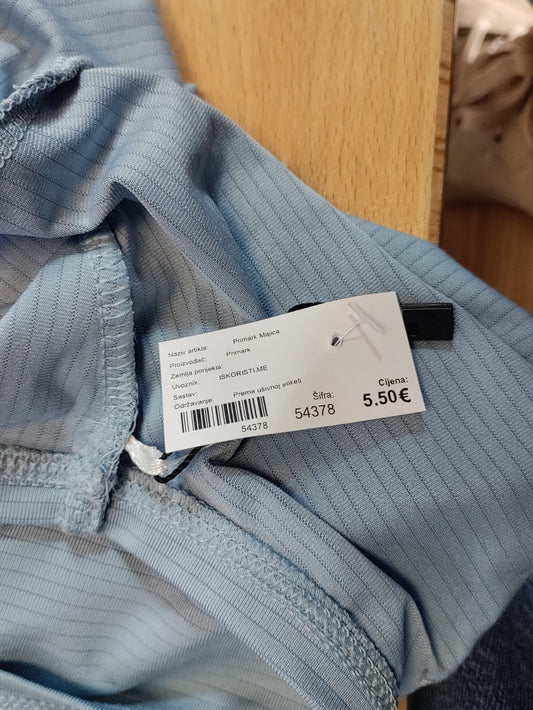 Naziv artikla: Primark Majica
Proizvođač: Primark
Zemlja porijekla:
Uvoznik: ISKORISTI.ME
Sastav:
Održavanje: Prema ušivnoj etiketi
54378
Šifra:
54378
Cijena:
5.50€